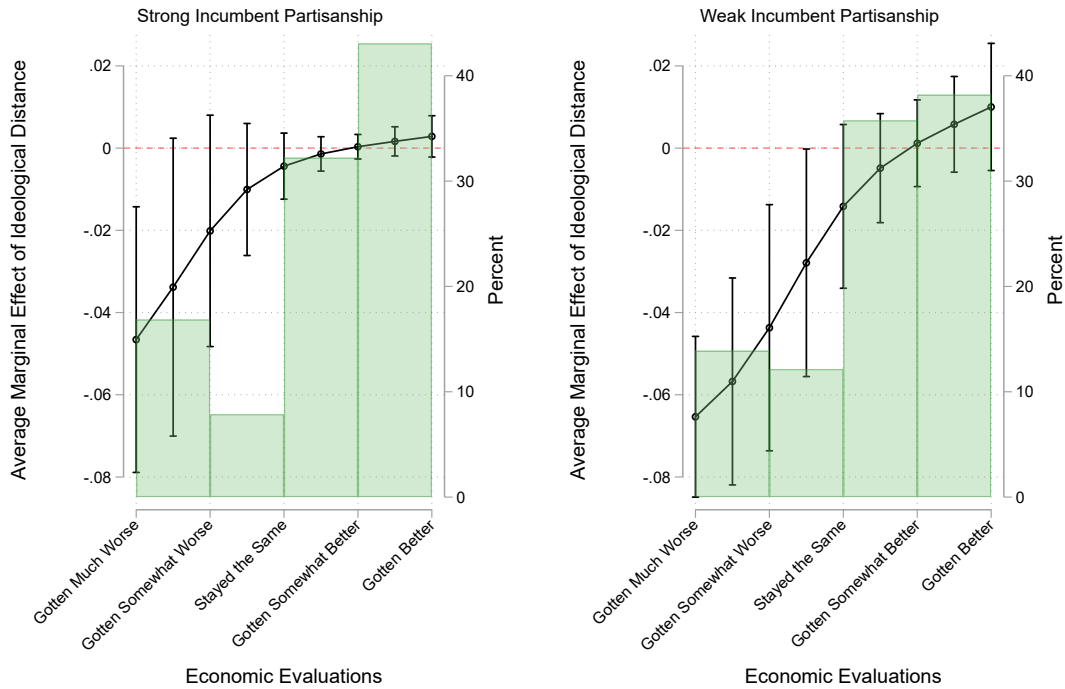 Strong Incumbent Partisanship
Average Marginal Effect of Ideological Distance
.02
0
-.02
-.04
-.06
-.08
40
30
20
10
0
Percent
Gotten Much Worse
Gotten Somewhat Worse
Stayed the Same
Gotten Somewhat Better
Gotten Better
Economic Evaluations
Weak Incumbent Partisanship
Average Marginal Effect of Ideological Distance
.02
0
-.02
-.04
-.06
-.08
40
30
20
10
0
Percent
Gotten Much Worse
Gotten Somewhat Worse
Stayed the Same
Gotten Somewhat Better
Gotten Better
Economic Evaluations